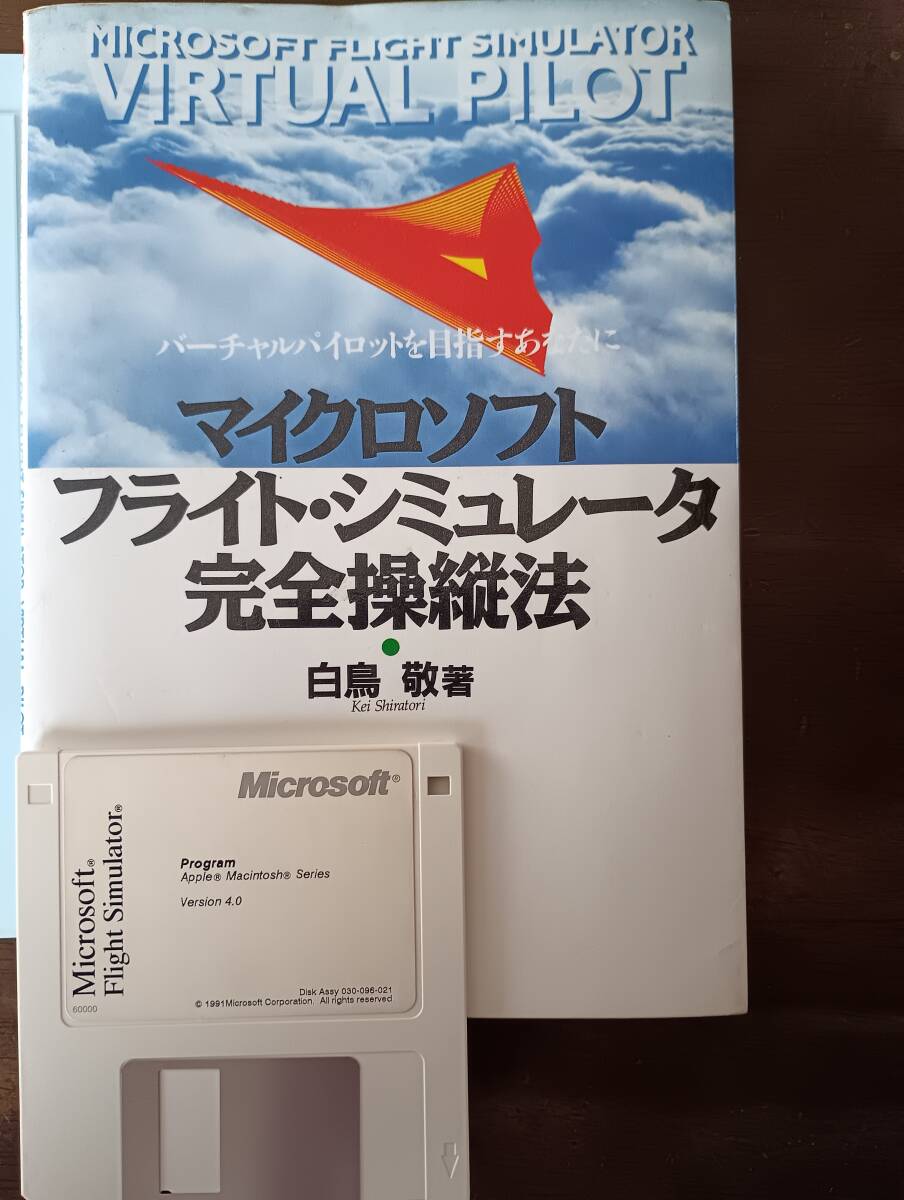 MICROSOFT FLIGHT SIMULATOR
VIRTUAL PILOT
バーチャルパイロットを目指すあなたに
マイクロソフト
フライト・シミュレータ
完全操縦法
白鳥 敬著
Kei Shiratori
Microsoft®
Microsoft®
Flight Simulator®
Program
Apple® Macintosh® Series
Version 4.0
Disk Assy 030-096-021
© 1991 Microsoft Corporation. All rights reserved
60000